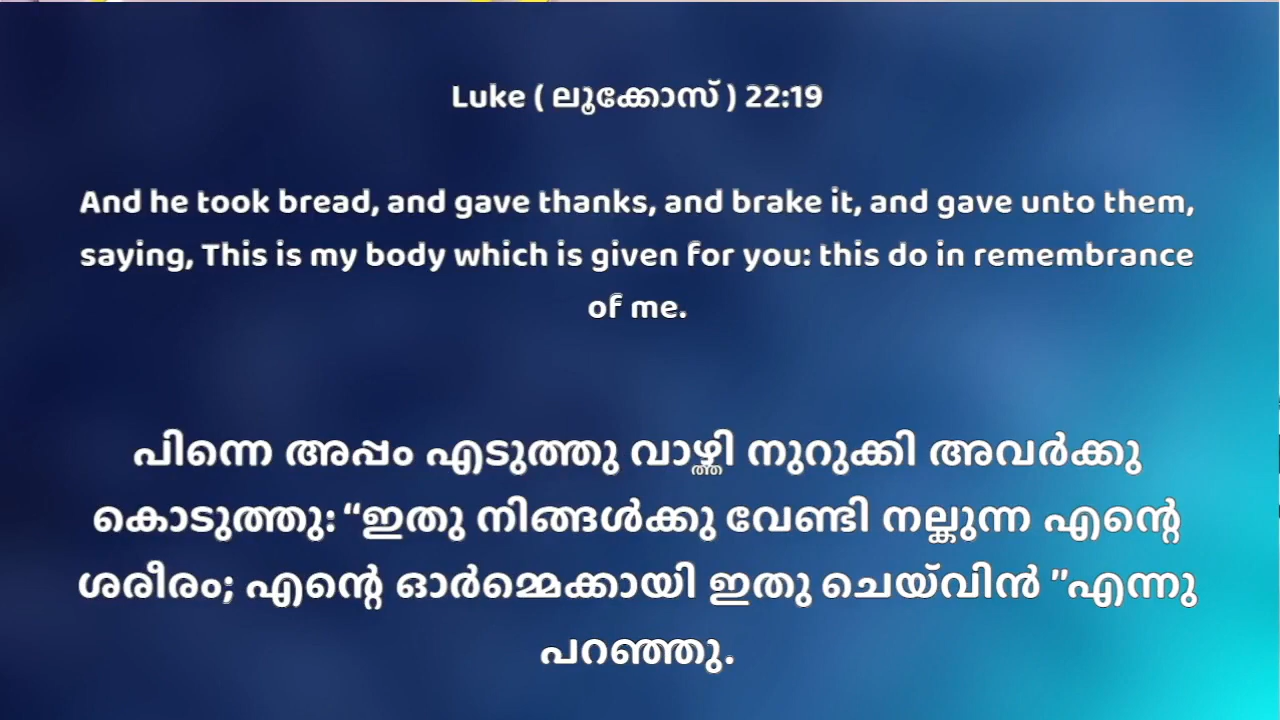 Luke ( ലൂക്കോസ് ) 22:19
And he took bread, and gave thanks, and brake it, and gave unto them,
saying, This is my body which is given for you: this do in remembrance
of me.
പിന്നെ അപ്പം എടുത്തു വാഴ്ത്തി നുറുക്കി അവർക്കു
കൊടുത്തു: “ഇതു നിങ്ങൾക്കു വേണ്ടി നല്കുന്ന എന്റെ
ശരീരം; എന്റെ ഓർമ്മെക്കായി ഇതു ചെയ്‌വിൻ ”എന്നു
പറഞ്ഞു.